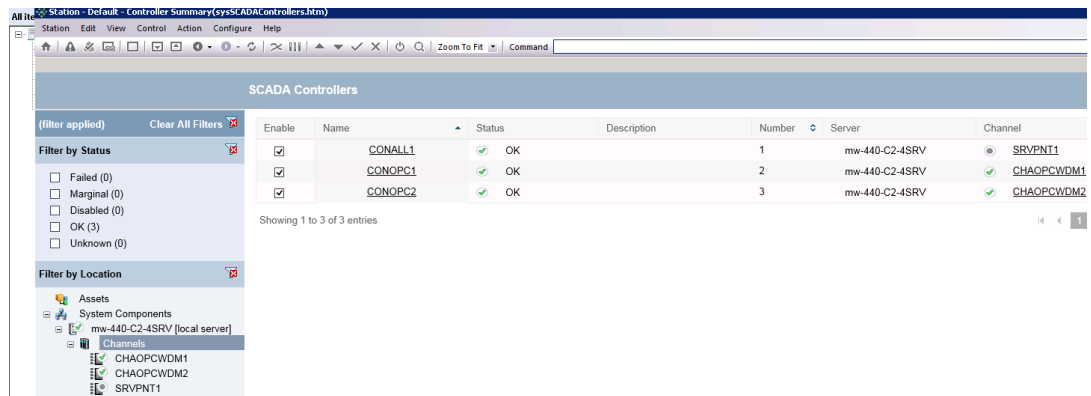 All ite
Station - Default - Controller Summary(sysSCADAControllers.htm)
Station Edit View Control Action Configure Help
Zoom To Fit Command
SCADA Controllers
(filter applied) Clear All Filters
Enable Name Status Description Number Server Channel
Filter by Status
CONALL1 OK 1 mw-440-C2-4SRV SRVPNT1
CONOPC1 OK 2 mw-440-C2-4SRV CHAOPCWDM1
CONOPC2 OK 3 mw-440-C2-4SRV CHAOPCWDM2
Failed (0)
Marginal (0)
Disabled (0)
OK (3)
Unknown (0)
Showing 1 to 3 of 3 entries
1
Filter by Location
Assets
System Components
mw-440-C2-4SRV [local server]
Channels
CHAOPCWDM1
CHAOPCWDM2
SRVPNT1